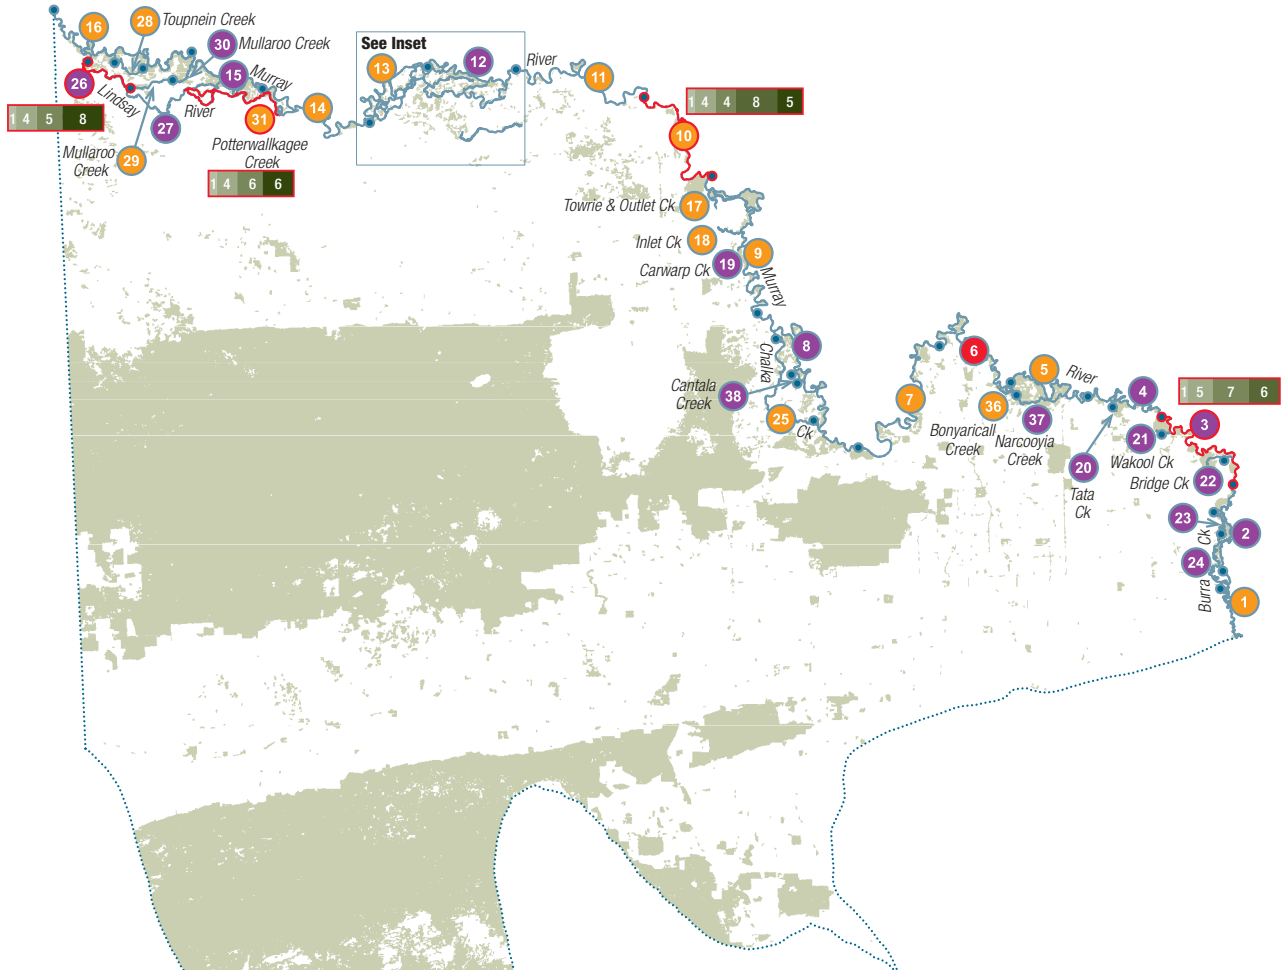 16
28 Toupnein Creek
30 Mullaroo Creek
15
Murray
26
Lindsay
River
1 4 5 8
27
31
14
Mullaroo
Creek
29
Potterwalkagee
Creek
1 4 6 6
See Inset
13
12
River
11
1 4 4 8 5
10
Towrie & Outlet Ck 17
Inlet Ck 18
Carwarp Ck 19
9
Murray
8
Chalka
Cantala
Creek
38
25
Ck
7
6
5
River
36
Bonyaricall
Creek
37
Narcooyia
Creek
4
1 5 7 6
3
21
Wakool Ck
20
Tata
Ck
Bridge Ck 22
23
Ck
2
24
Burra
1